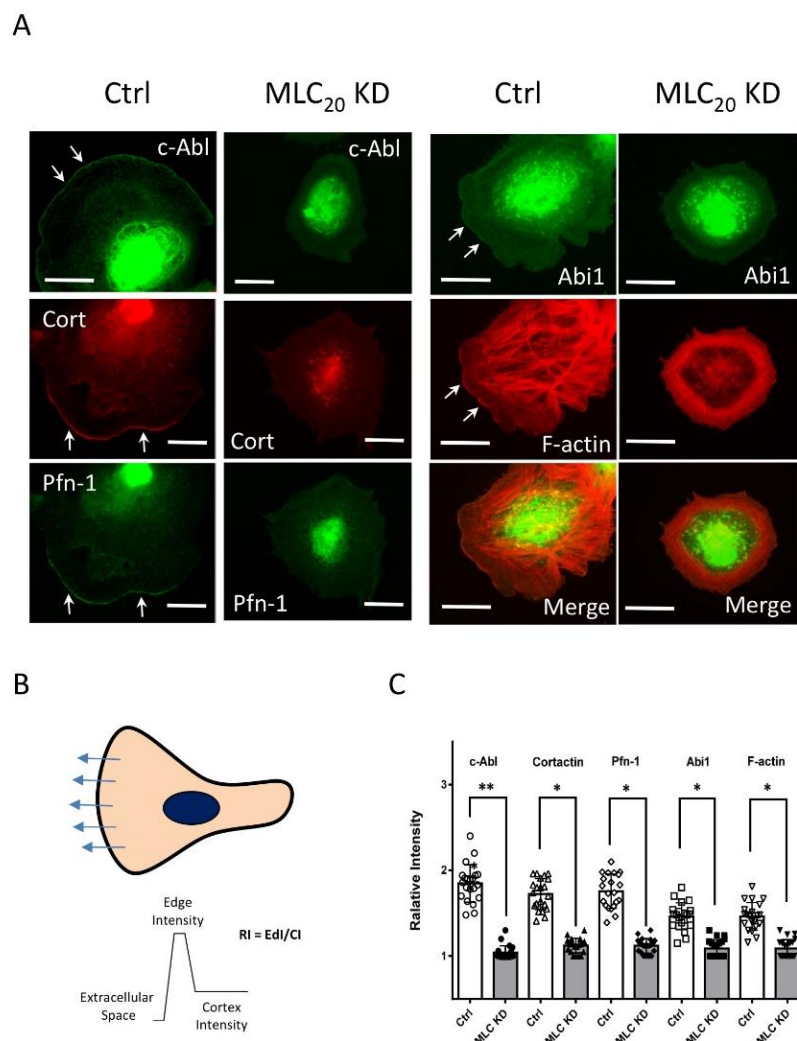 A
Ctrl
MLC₂₀ KD
Ctrl
MLC₂₀ KD
c-Abl
c-Abl
Abi1
Abi1
Cort
Cort
F-actin
Pfn-1
Pfn-1
Merge
Merge
B
Edge
Intensity
RI = EdI/CI
Extracellular
Space
Cortex
Intensity
C
Ralative Intensity
3
2
1
c-Abl
Cortactin
Pfn-1
Abi1
F-actin
**
*
*
*
*
*
Ctrl
MLC KD
Ctrl
MLC KD
Ctrl
MLC KD
Ctrl
MLC KD
Ctrl
MLC KD